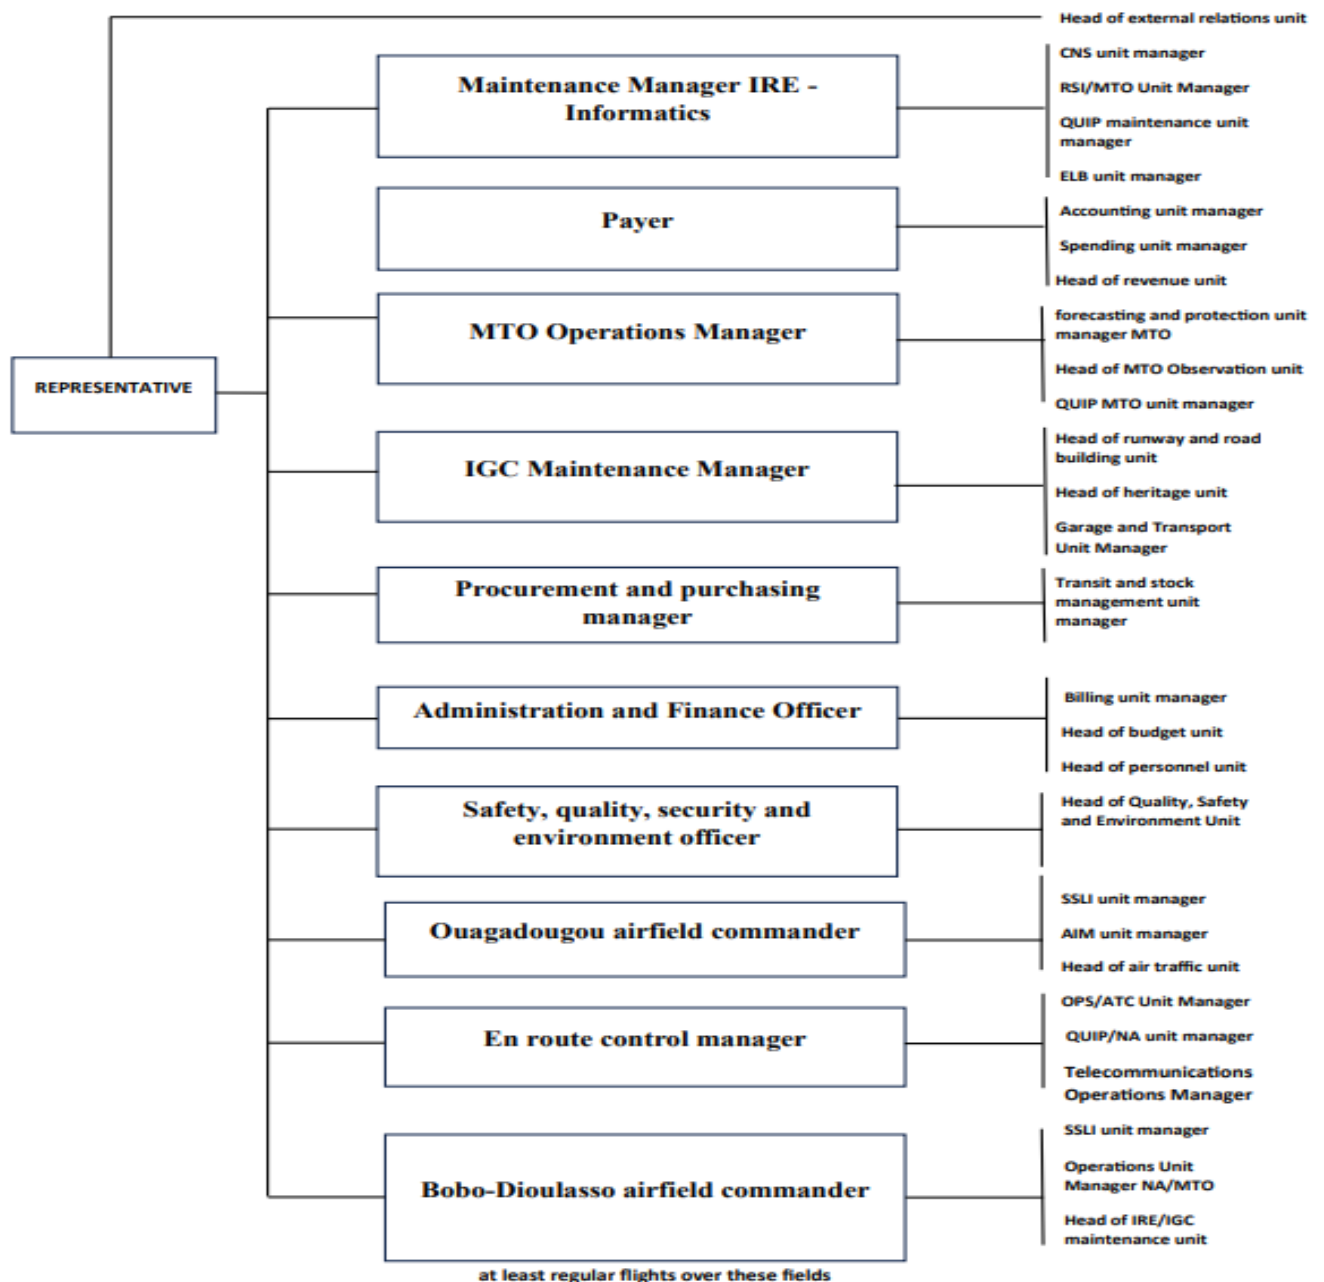 Head of external relations unit
Maintenance Manager IRE -
Informatics
CNS unit manager
RSI/MTO Unit Manager
QUIP maintenance unit
manager
ELB unit manager
Payer
Accounting unit manager
Spending unit manager
Head of revenue unit
MTO Operations Manager
forecasting and protection unit
manager MTO
Head of MTO Observation unit
QUIP MTO unit manager
REPRESENTATIVE
IGC Maintenance Manager
Head of runway and road
building unit
Head of heritage unit
Garage and Transport
Unit Manager
Procurement and purchasing
manager
Transit and stock
management unit
manager
Administration and Finance Officer
Billing unit manager
Head of budget unit
Head of personnel unit
Safety, quality, security and
environment officer
Head of Quality, Safety
and Environment Unit
Ouagadougou airfield commander
SSLI unit manager
AIM unit manager
Head of air traffic unit
En route control manager
OPS/ATC Unit Manager
QUIP/NA unit manager
Telecommunications
Operations Manager
Bobo-Dioulasso airfield commander
SSLI unit manager
Operations Unit
Manager NA/MTO
Head of IRE/IGC
maintenance unit
at least regular flights over these fields